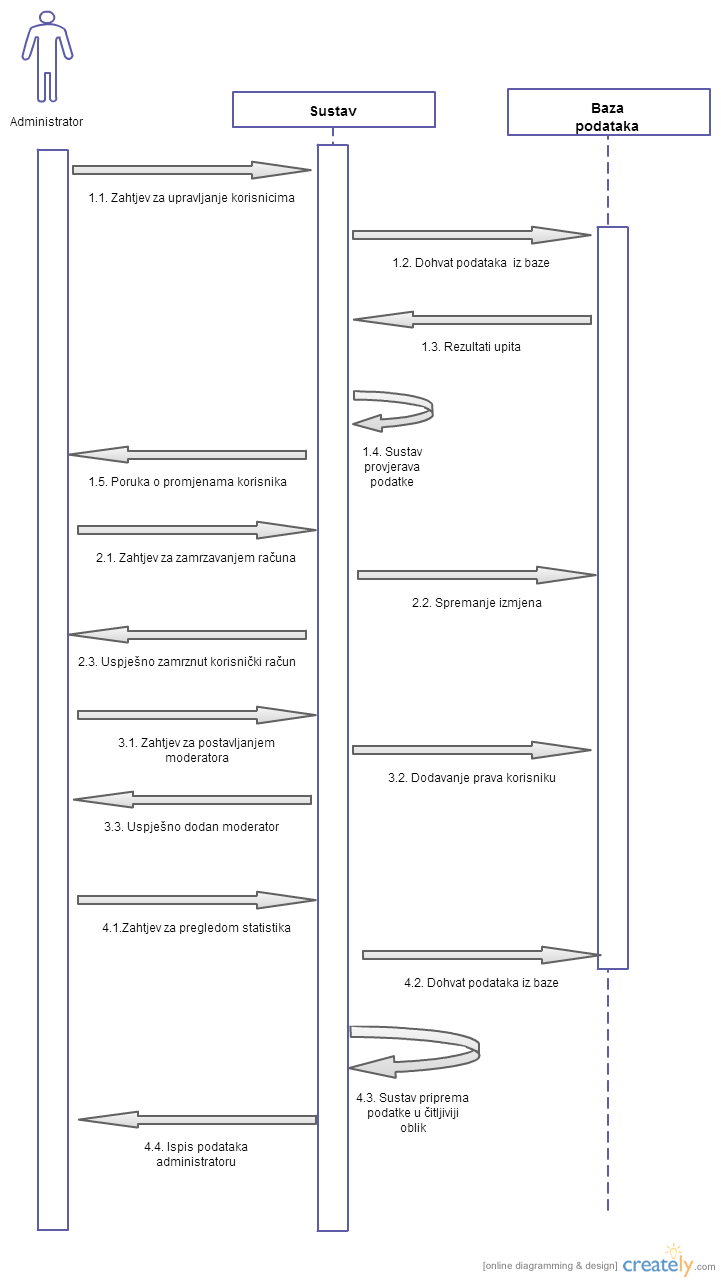 Administrator
Sustav
Baza
podataka
1.1. Zahtjev za upravljanje korisnicima
1.2. Dohvat podataka iz baze
1.3. Rezultati upita
1.4. Sustav
provjerava
podatke
1.5. Poruka o promjenama korisnika
2.1. Zahtjev za zamrzavanjem računa
2.2. Spremanje izmjena
2.3. Uspješno zamrznut korisnički račun
3.1. Zahtjev za postavljanjem
moderatora
3.2. Dodavanje prava korisniku
3.3. Uspješno dodan moderator
4.1.Zahtjev za pregledom statistika
4.2. Dohvat podataka iz baze
4.3. Sustav priprema
podatke u čitljiviji
oblik
4.4. Ispis podataka
administratoru
[online diagramming & design] creately.com